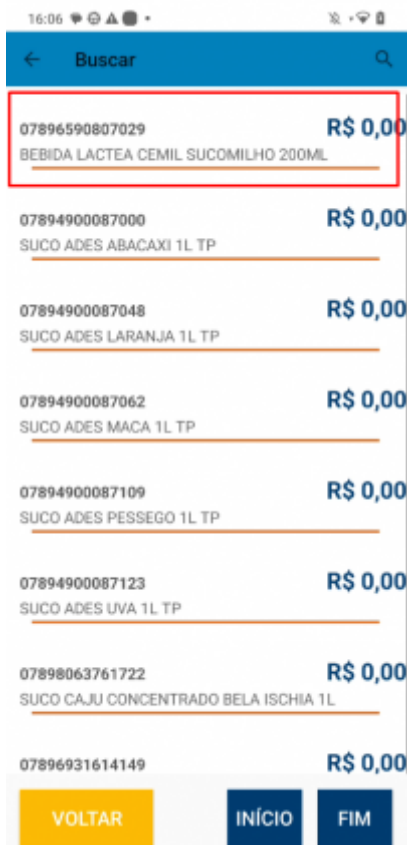 16:06
Buscar
07896590807029 R$ 0,00
BEBIDA LACTEA CEMIL SUCOMILHO 200ML
07894900087000 R$ 0,00
SUCO ADES ABACAXI 1L TP
07894900087048 R$ 0,00
SUCO ADES LARANJA 1L TP
07894900087062 R$ 0,00
SUCO ADES MACA 1L TP
07894900087109 R$ 0,00
SUCO ADES PESSEGO 1L TP
07894900087123 R$ 0,00
SUCO ADES UVA 1L TP
07898063761722 R$ 0,00
SUCO CAJU CONCENTRADO BELA ISCHIA 1L
07896931614149 R$ 0,00
VOLTAR INÍCIO FIM